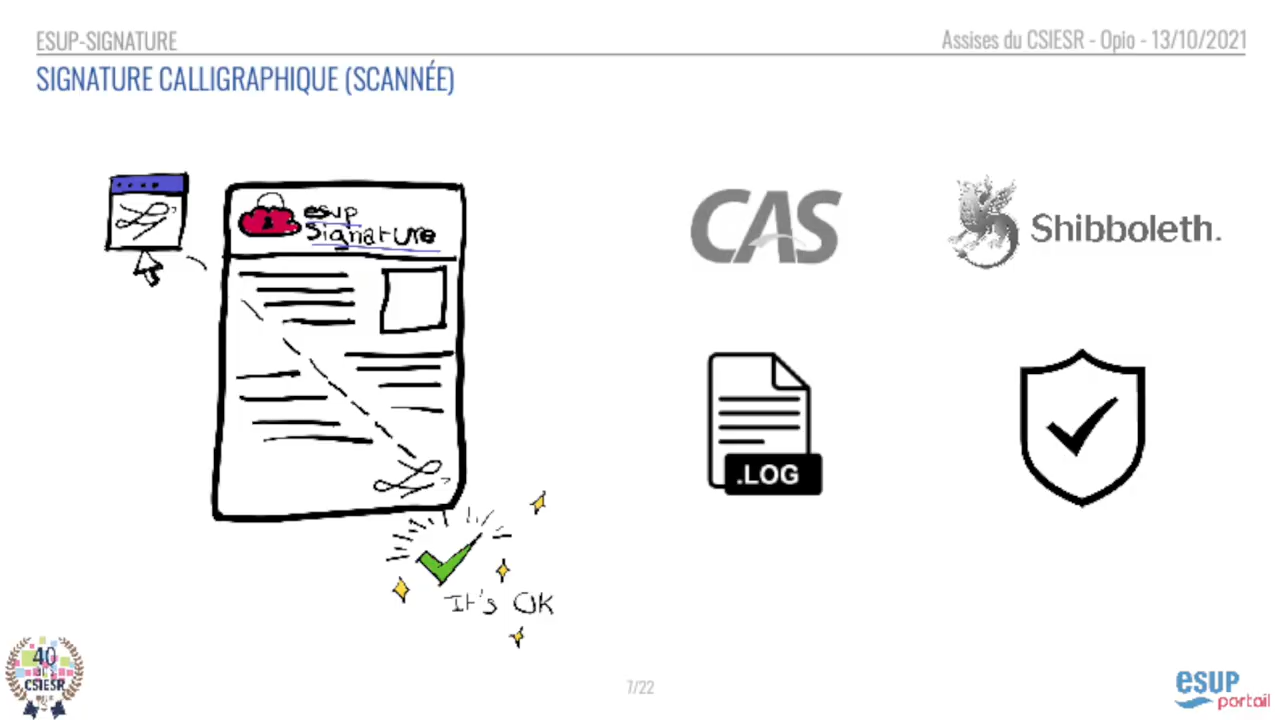 ESUP-SIGNATURE
Assises du CSIESR - Opio - 13/10/2021
SIGNATURE CALLIGRAPHIQUE (SCANNÉE)
esup
Signature
CAS
Shibboleth.
.LOG
It's OK
40
ans
CSIESR
7/22
esup
portail